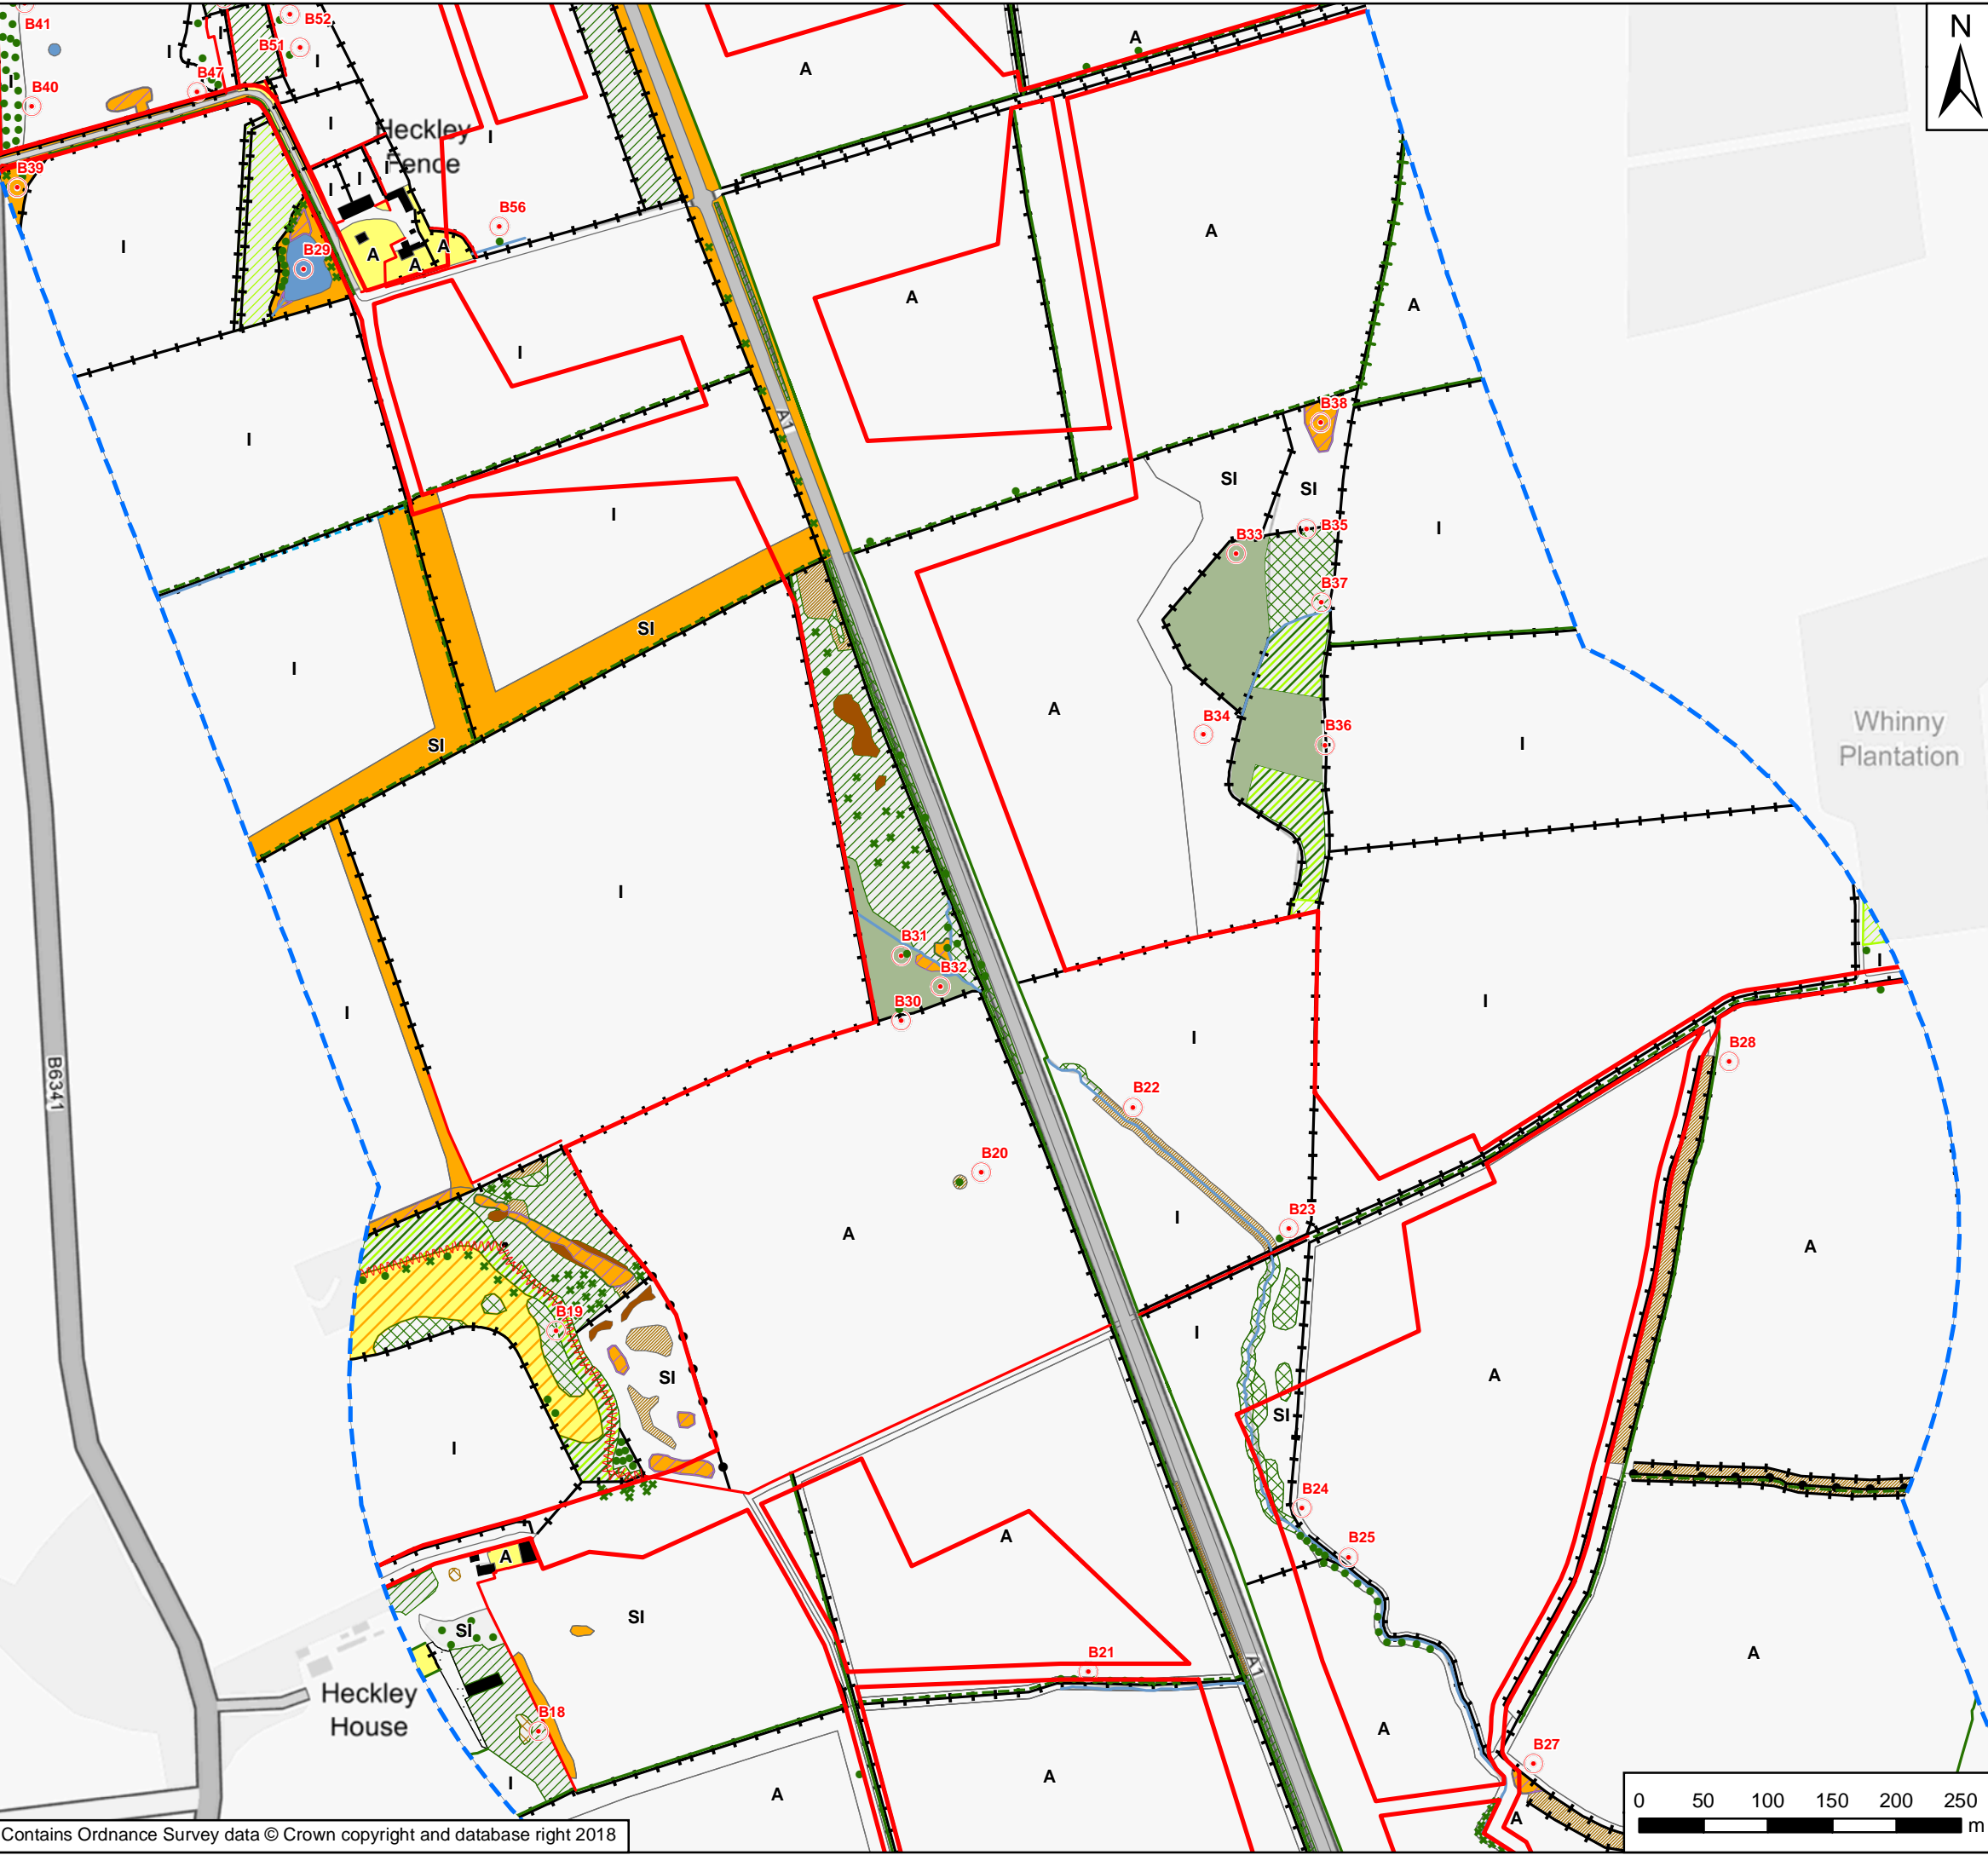 B41
B52
N
I
A
I
B51
I
A
I
B47
B40
I
Heckley
Fence
I
I
I
I
B39
I
B56
A
I
B29
A
A
A
A
A
I
A1
B38
I
SI
SI
I
B33
B35
I
B37
SI
I
A
B34
B36
I
Whinny
Plantation
SI
I
B31
B32
B30
I
I
I
I
B28
B6341
B22
B20
I
B23
A
A
B19
I
SI
A
SI
I
B24
A
B25
A
SI
SI
B21
A1
A
Heckley
House
B18
A
B27
I
A
A
0 50 100 150 200 250
m
A
Contains Ordnance Survey data © Crown copyright and database right 2018